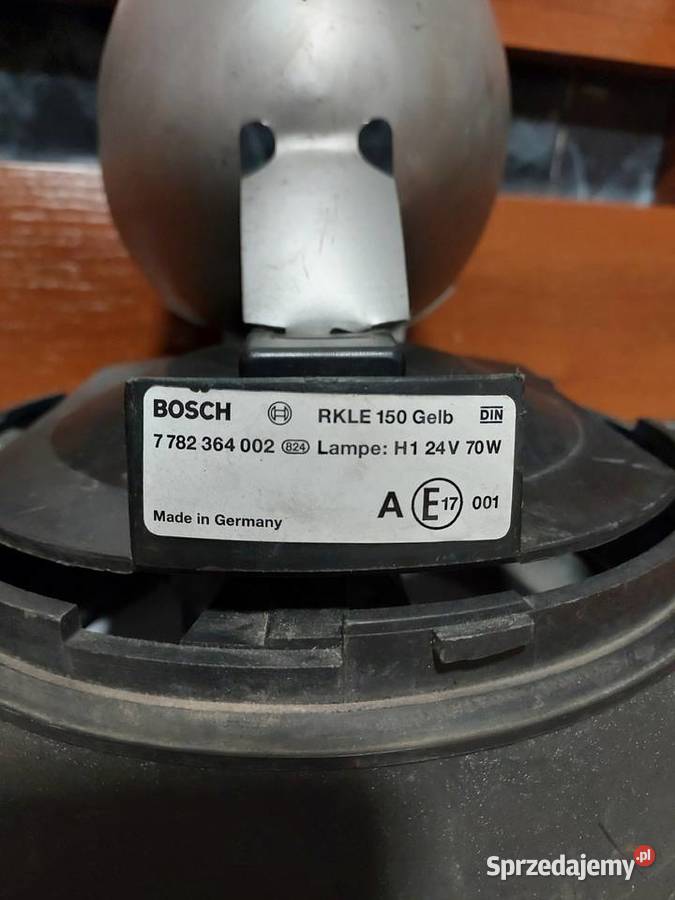 BOSCH RKLE 150 Gelb DIN
7 782 364 002 824 Lampe: H1 24V 70W
A E17 001
Made in Germany
Sprzedajemy.pl